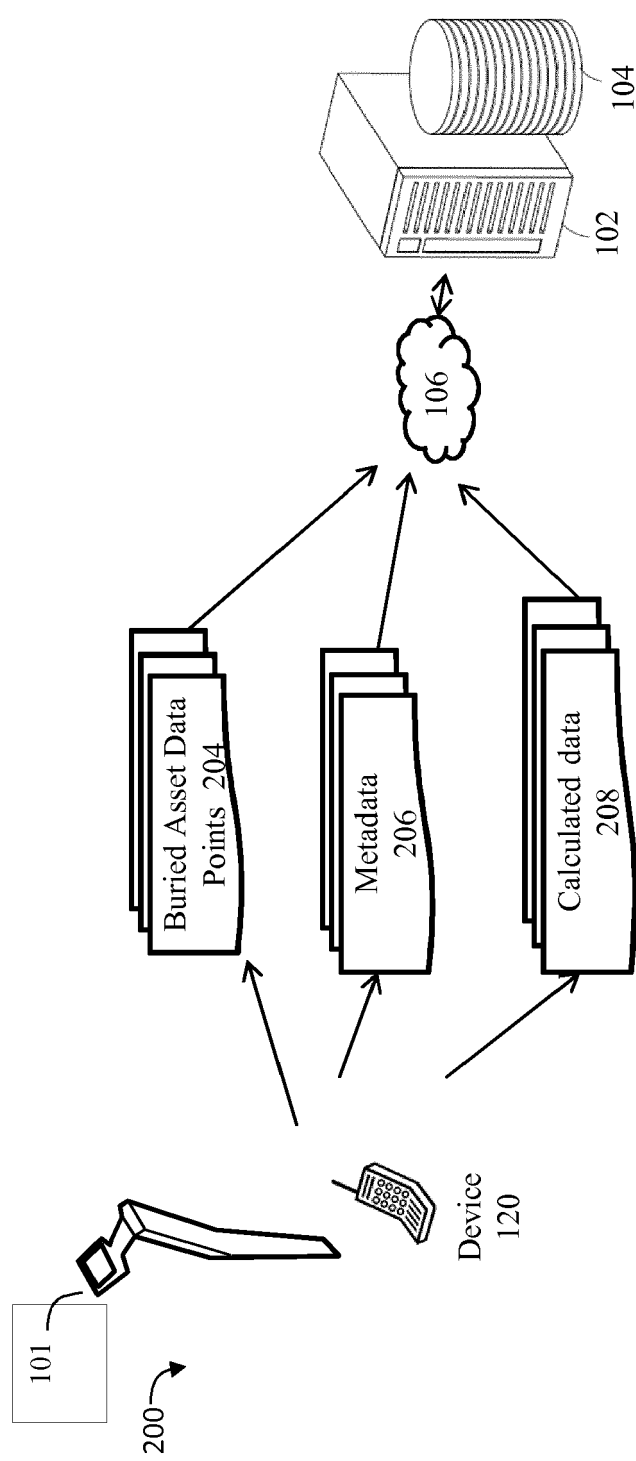 101
200
Device
120
Buried Asset Data
Points 204
Metadata
206
Calculated data
208
106
102
104